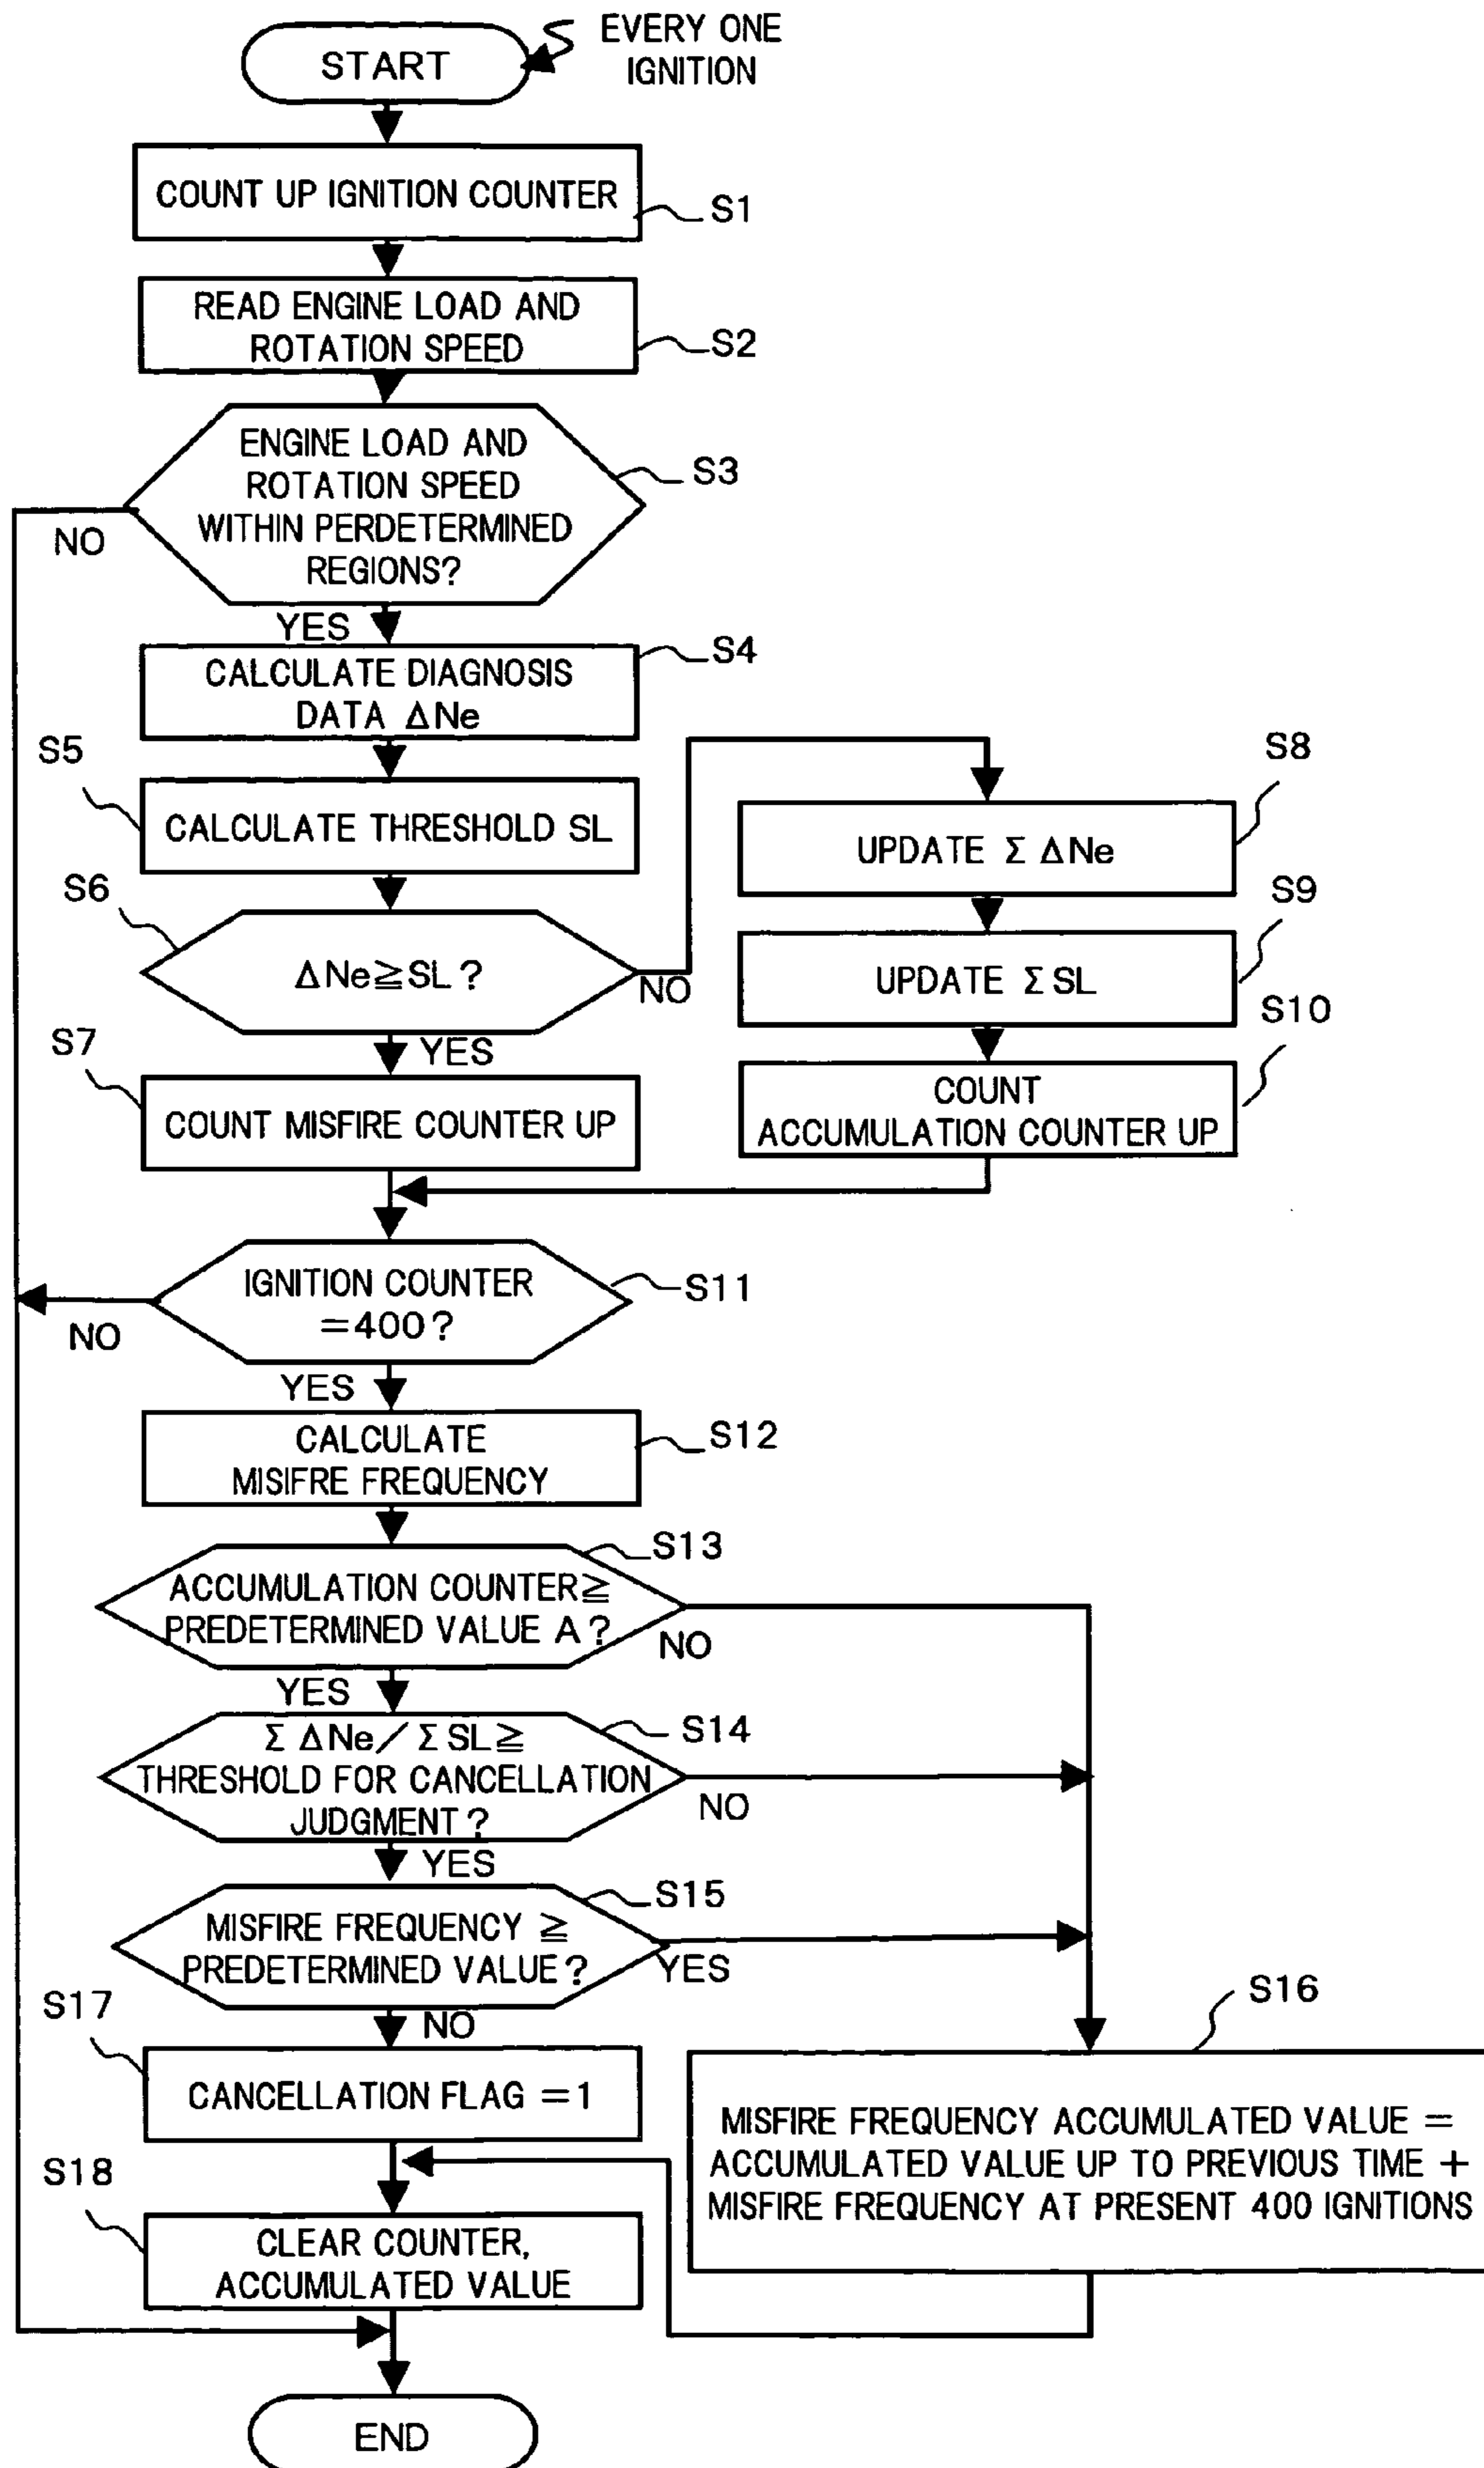 EVERY ONE
IGNITION
START
COUNT UP IGNITION COUNTER
S1
READ ENGINE LOAD AND
ROTATION SPEED
S2
ENGINE LOAD AND
ROTATION SPEED
WITHIN PERDETERMINED
REGIONS?
S3
NO
YES
CALCULATE DIAGNOSIS
DATA ΔNe
S4
S5
CALCULATE THRESHOLD SL
S6
ΔNe≧SL?
NO
YES
S7
COUNT MISFIRE COUNTER UP
S8
UPDATE Σ ΔNe
S9
UPDATE Σ SL
S10
COUNT
ACCUMULATION COUNTER UP
IGNITION COUNTER
=400?
S11
NO
YES
CALCULATE
MISIFRE FREQUENCY
S12
S13
ACCUMULATION COUNTER≧
PREDETERMINED VALUE A?
NO
YES
S14
Σ ΔNe/Σ SL≧
THRESHOLD FOR CANCELLATION
JUDGMENT?
NO
YES
S15
MISFIRE FREQUENCY ≧
PREDETERMINED VALUE?
YES
NO
S16
MISFIRE FREQUENCY ACCUMULATED VALUE =
ACCUMULATED VALUE UP TO PREVIOUS TIME +
MISFIRE FREQUENCY AT PRESENT 400 IGNITIONS
S17
CANCELLATION FLAG =1
S18
CLEAR COUNTER,
ACCUMULATED VALUE
END